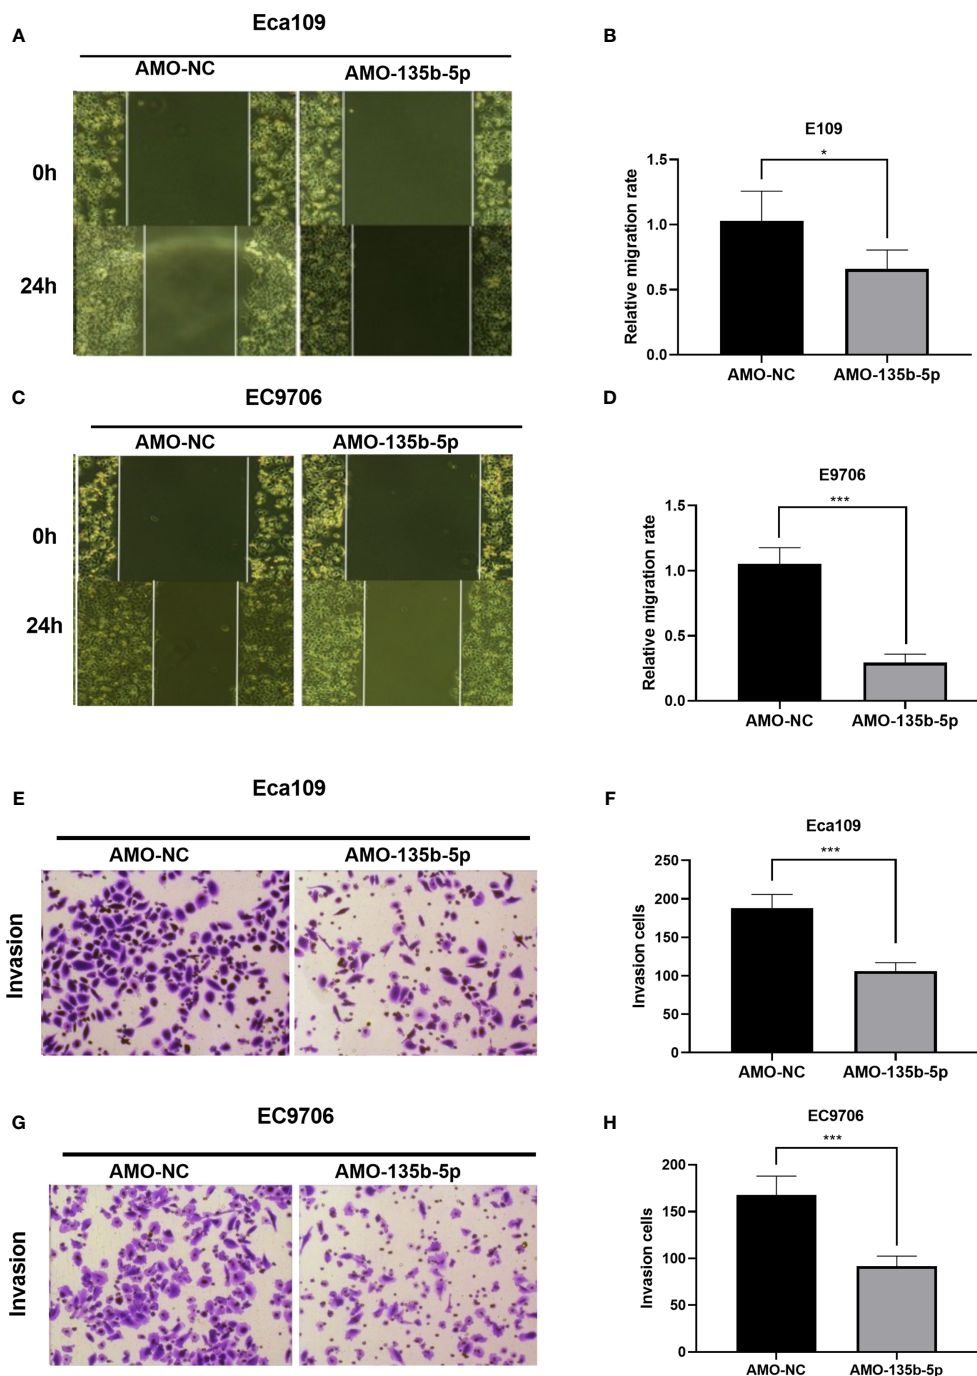 A
Eca109
AMO-NC
AMO-135b-5p
0h
24h
B
E109
*
Relative migration rate
1.5
1.0
0.5
0.0
AMO-NC
AMO-135b-5p
C
EC9706
AMO-NC
AMO-135b-5p
0h
24h
D
E9706
***
Relative migration rate
1.5
1.0
0.5
0.0
AMO-NC
AMO-135b-5p
E
Eca109
AMO-NC
AMO-135b-5p
Invasion
F
Eca109
***
Invasion cells
250
200
150
100
50
0
AMO-NC
AMO-135b-5p
G
EC9706
AMO-NC
AMO-135b-5p
Invasion
H
EC9706
***
Invasion cells
200
150
100
50
0
AMO-NC
AMO-135b-5p